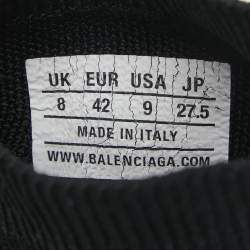 UK EUR USA JP
8 42 9 27.5
MADE IN ITALY
WWW.BALENCIAGA.COM